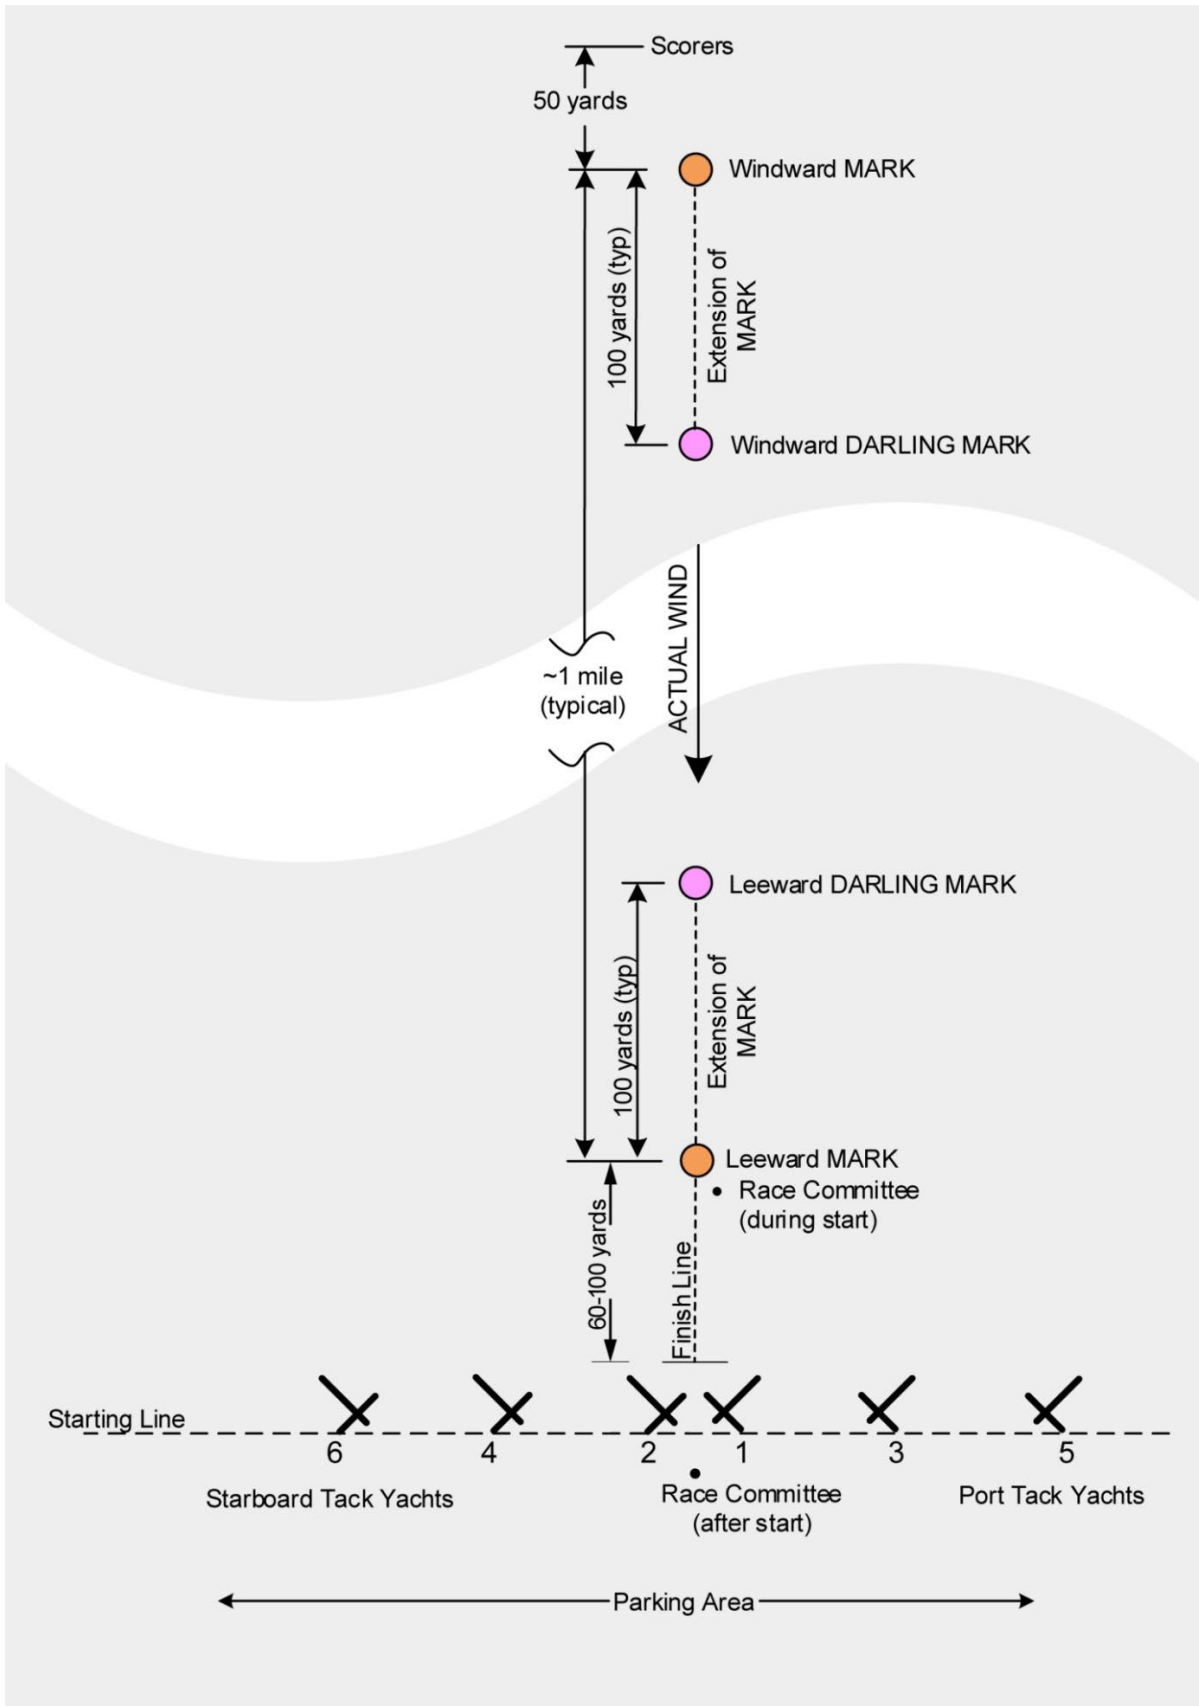 Scorers
50 yards
Windward MARK
100 yards (typ)
Extension of
MARK
Windward DARLING MARK
ACTUAL WIND
~1 mile
(typical)
Leeward DARLING MARK
100 yards (typ)
Extension of
MARK
Leeward MARK
• Race Committee
(during start)
60-100 yards
Finish Line
Starting Line
6 4 2 1 3 5
Starboard Tack Yachts
Race Committee
(after start)
Port Tack Yachts
Parking Area